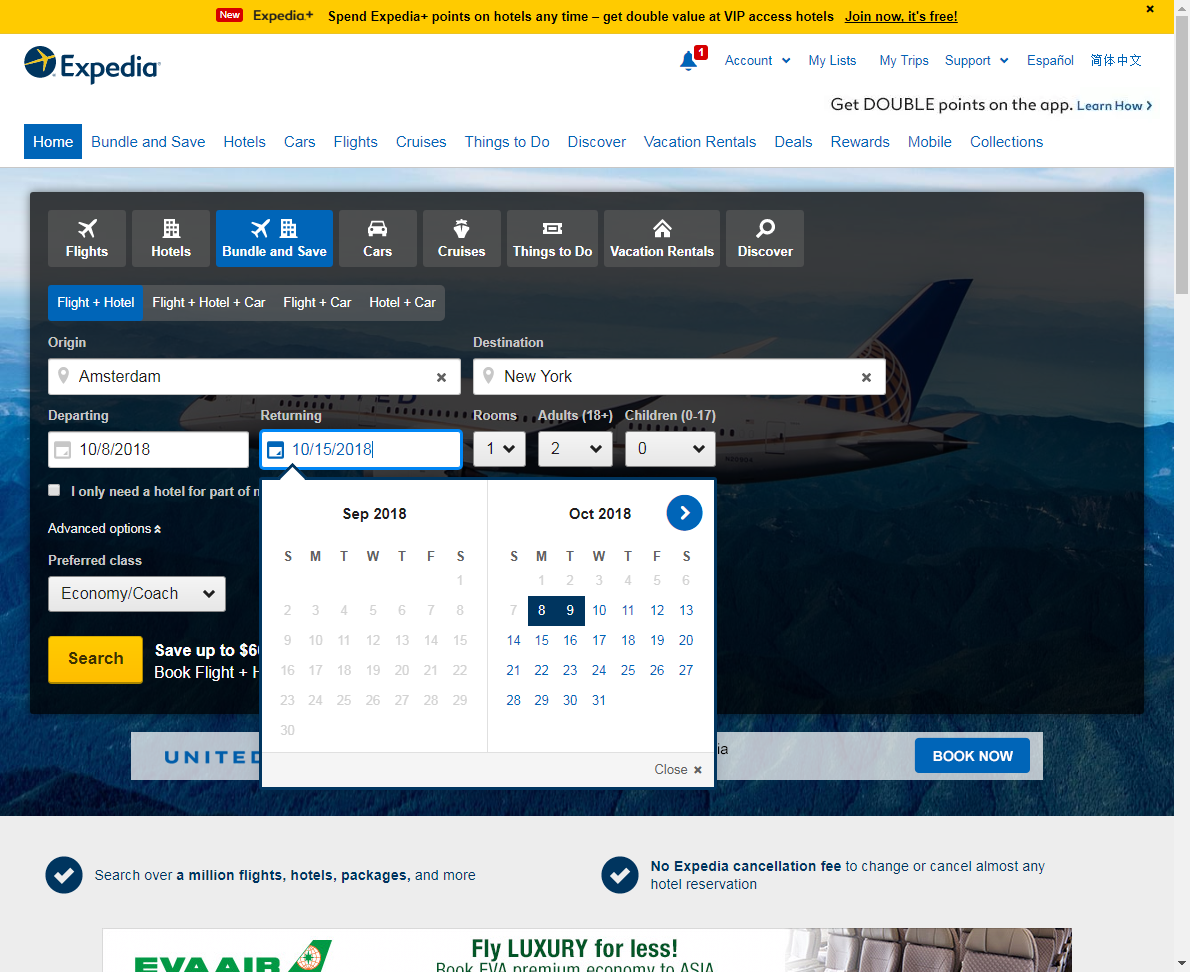 New Expedia+ Spend Expedia+ points on hotels any time – get double value at VIP access hotels Join now, it's free!
Expedia
1 Account My Lists My Trips Support Español 简体中文
Get DOUBLE points on the app. Learn How
Home Bundle and Save Hotels Cars Flights Cruises Things to Do Discover Vacation Rentals Deals Rewards Mobile Collections
Flights Hotels Bundle and Save Cars Cruises Things to Do Vacation Rentals Discover
Flight + Hotel Flight + Hotel + Car Flight + Car Hotel + Car
Origin Destination
Amsterdam New York
UNITED
Departing Returning Rooms Adults (18+) Children (0-17)
10/8/2018 10/15/2018 1 2 0
I only need a hotel for part of
Advanced options
Preferred class
Economy/Coach
Search
Save up to $6
Book Flight +
Sep 2018
S M T W T F S
1
2 3 4 5 6 7 8
9 10 11 12 13 14 15
16 17 18 19 20 21 22
23 24 25 26 27 28 29
30
Oct 2018
S M T W T F S
1 2 3 4 5 6
7 8 9 10 11 12 13
14 15 16 17 18 19 20
21 22 23 24 25 26 27
28 29 30 31
Close
UNITED ia BOOK NOW
Search over a million flights, hotels, packages, and more
No Expedia cancellation fee to change or cancel almost any
hotel reservation
EVA AIR
Fly LUXURY for less!
Book EVA premium economy to ASIA